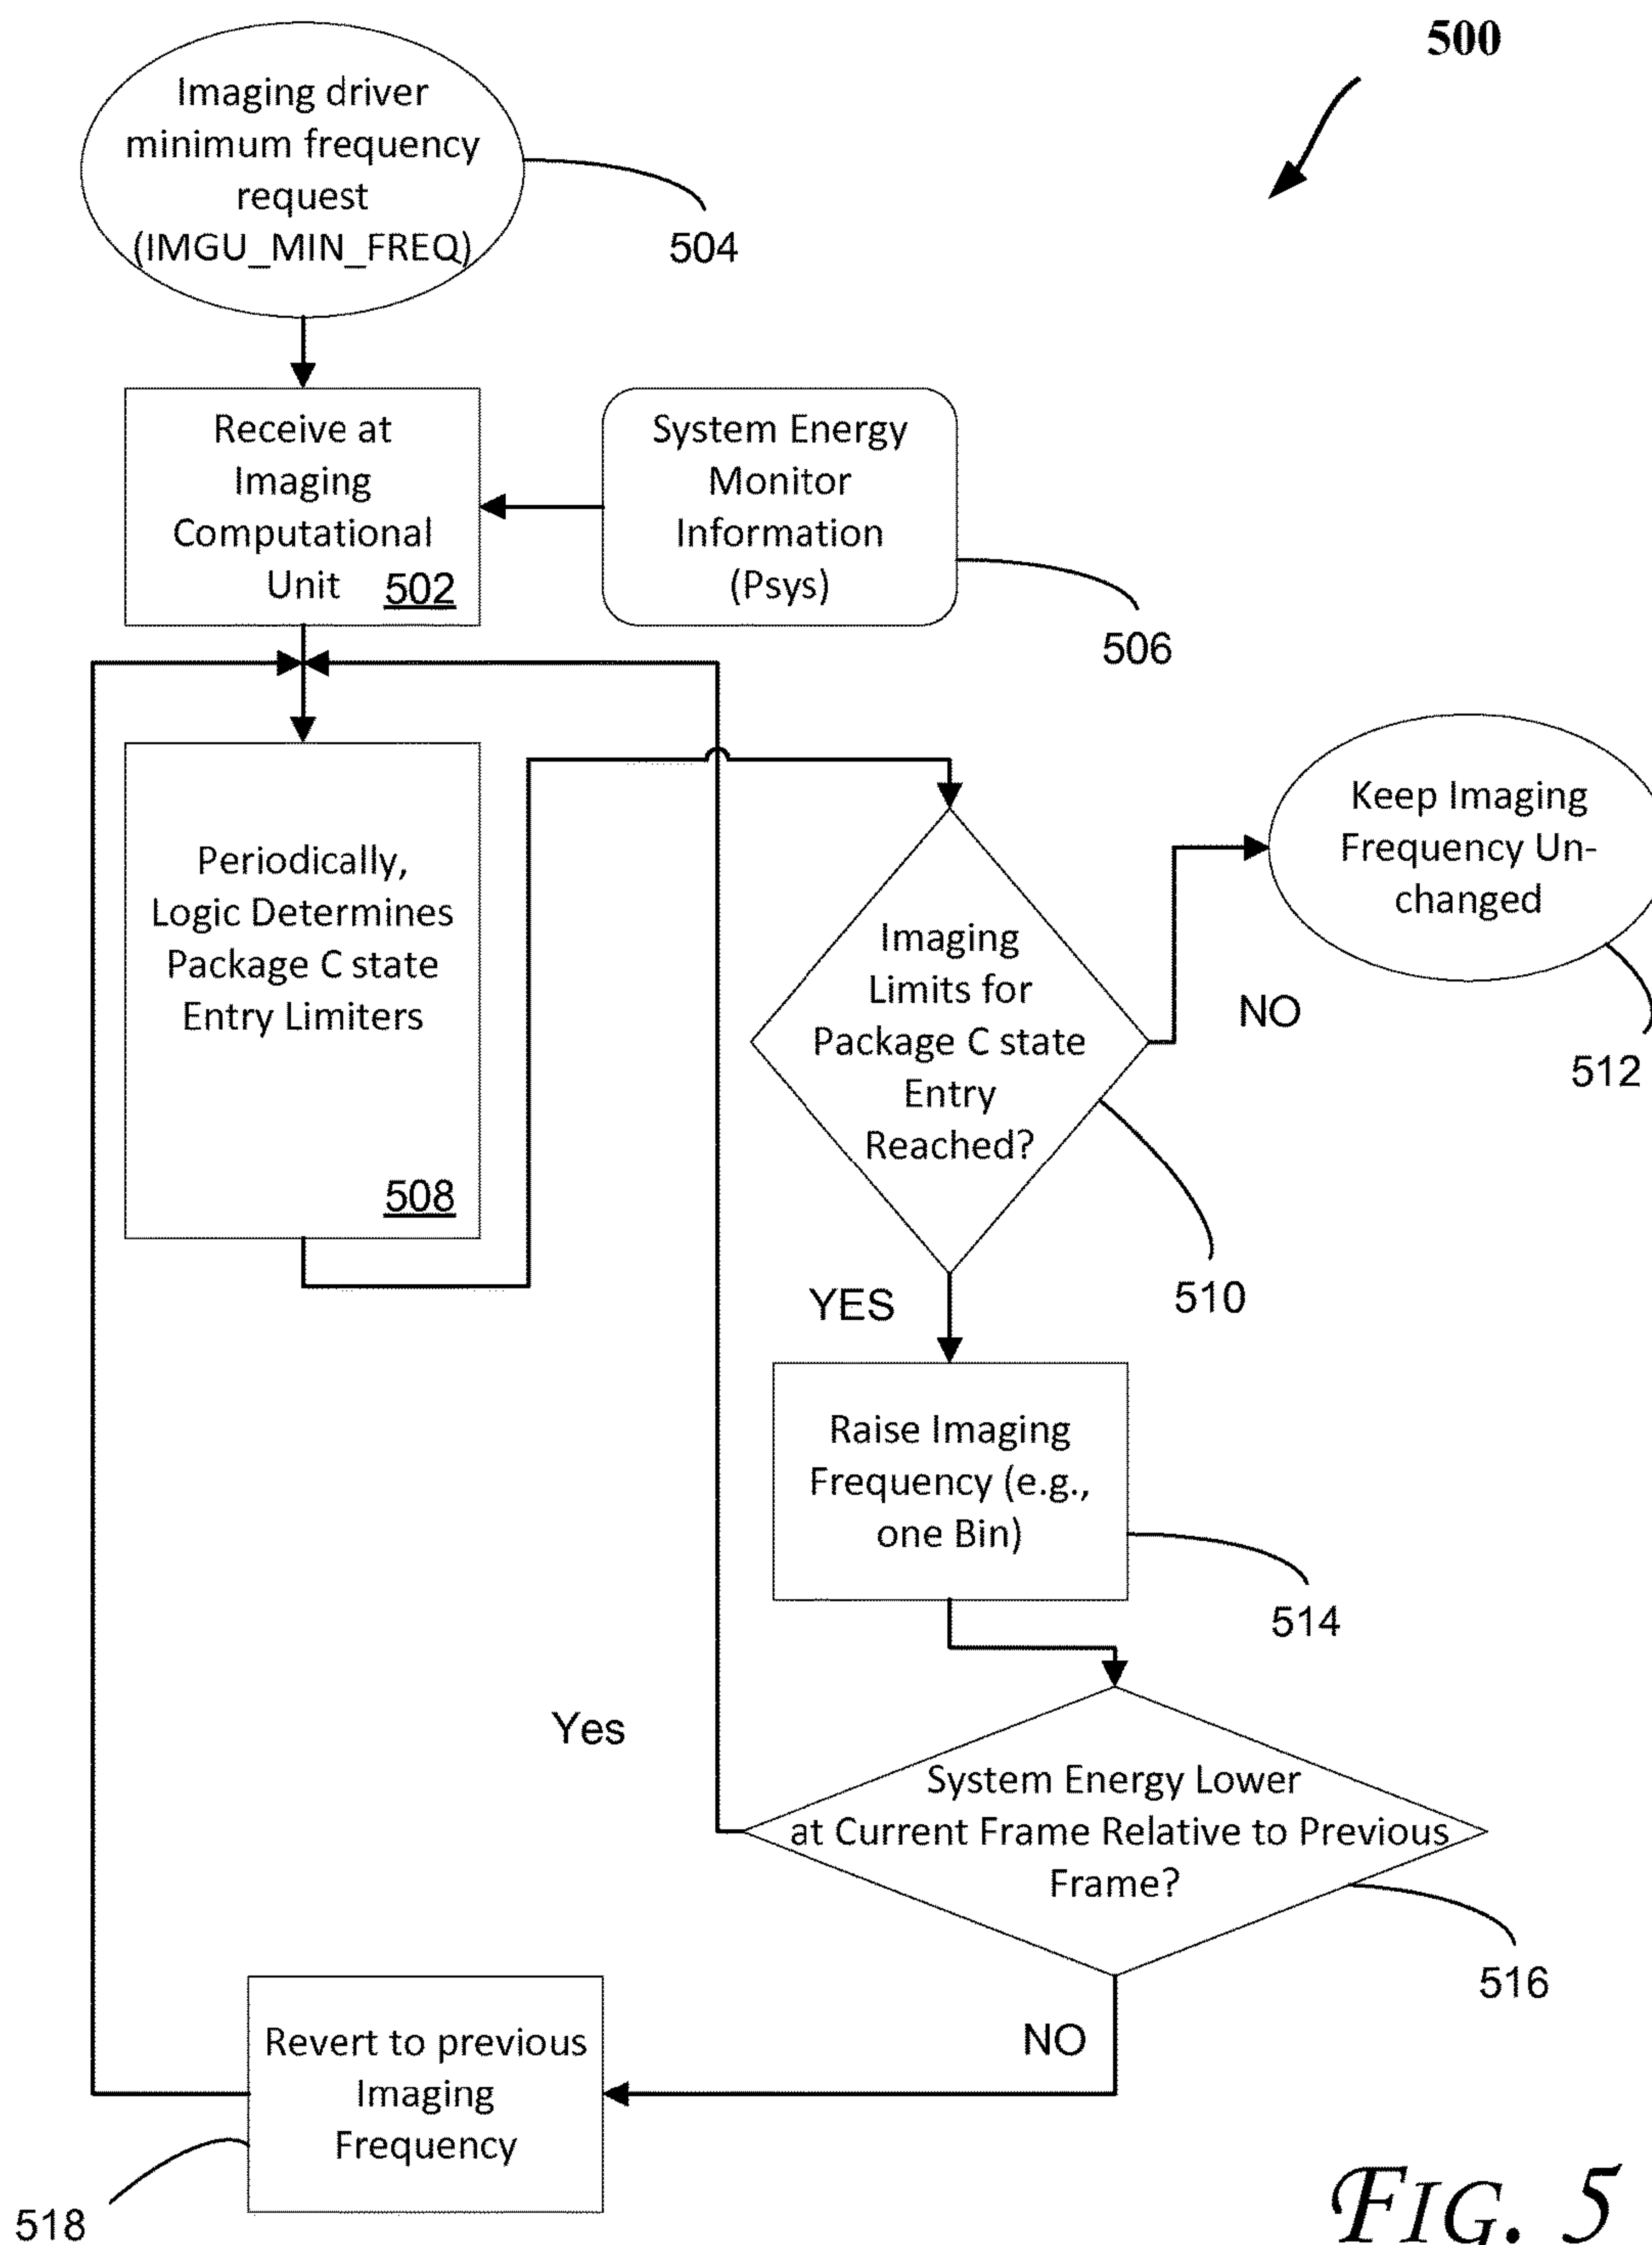 500
Imaging driver
minimum frequency
request
(IMGU_MIN_FREQ)
504
Receive at
Imaging
Computational
Unit 502
System Energy
Monitor
Information
(Psys)
506
Periodically,
Logic Determines
Package C state
Entry Limiters
508
Imaging
Limits for
Package C state
Entry
Reached?
510
NO
Keep Imaging
Frequency Un-
changed
512
YES
Raise Imaging
Frequency (e.g.,
one Bin)
514
Yes
System Energy Lower
at Current Frame Relative to Previous
Frame?
516
NO
Revert to previous
Imaging
Frequency
518
FIG. 5